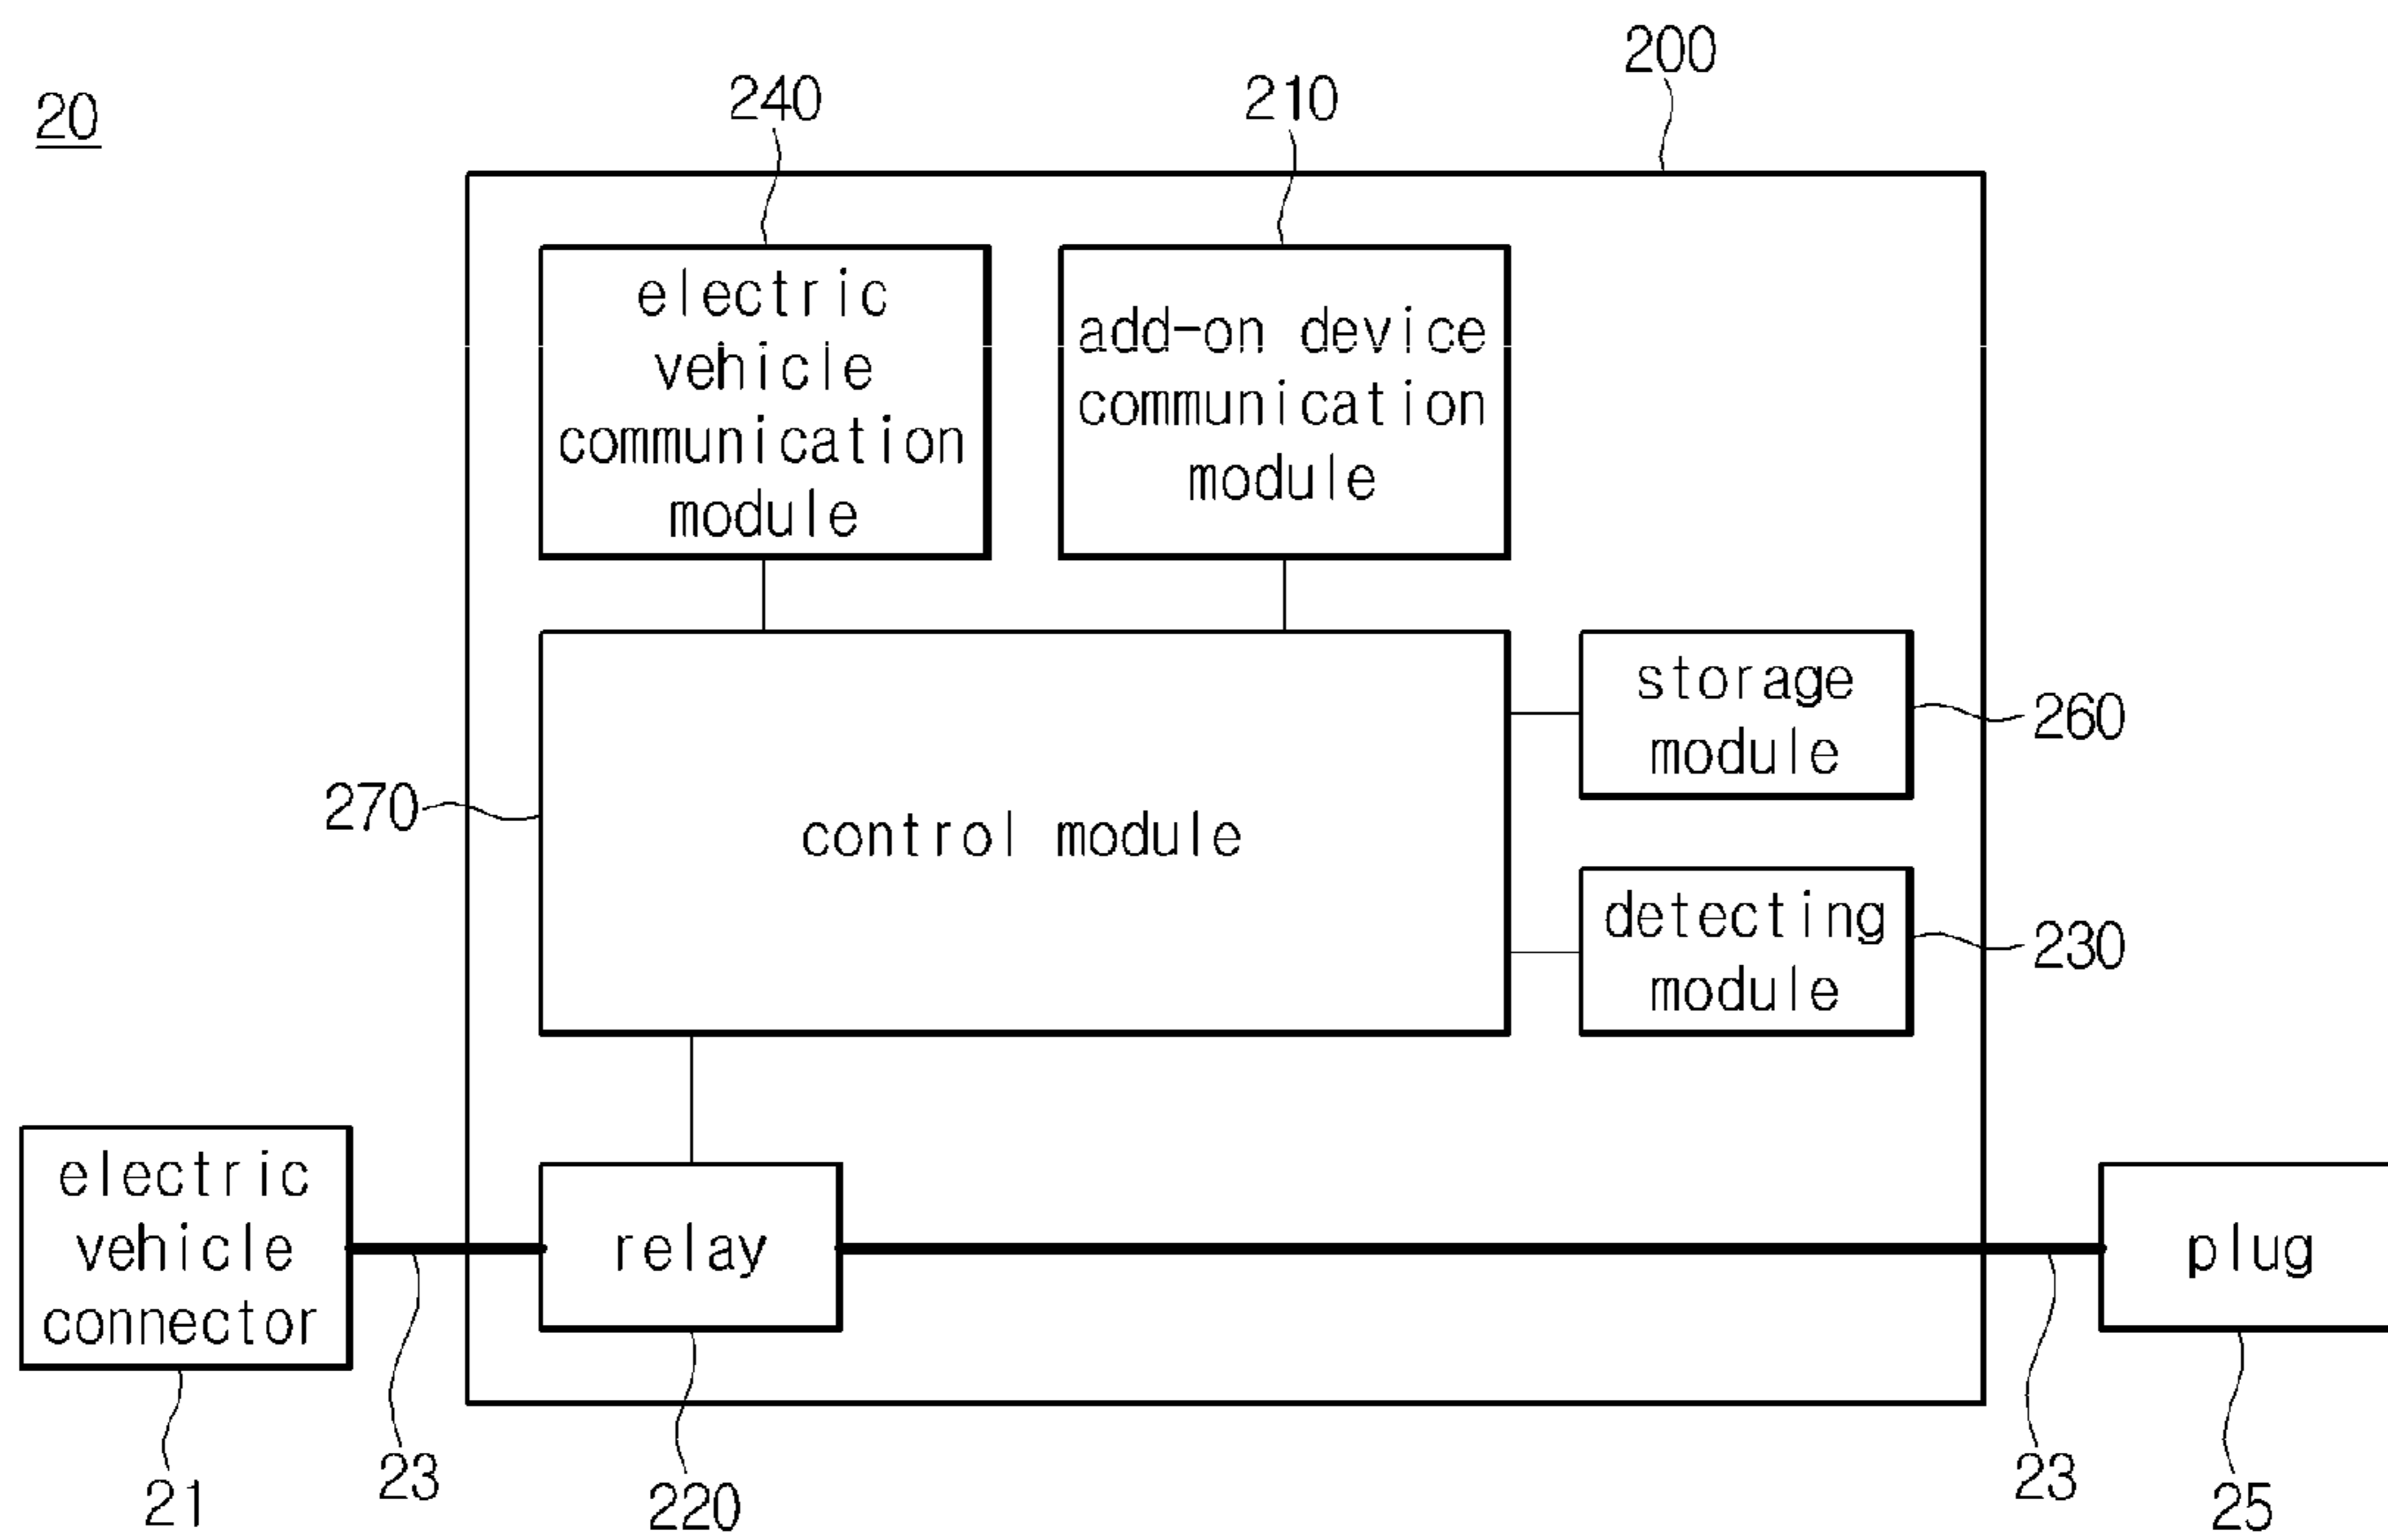 200
240
210
20
electric
vehicle
communication
module
add-on device
communication
module
storage
module
260
270
control module
detecting
module
230
electric
vehicle
connector
relay
plug
21
23
220
23
25